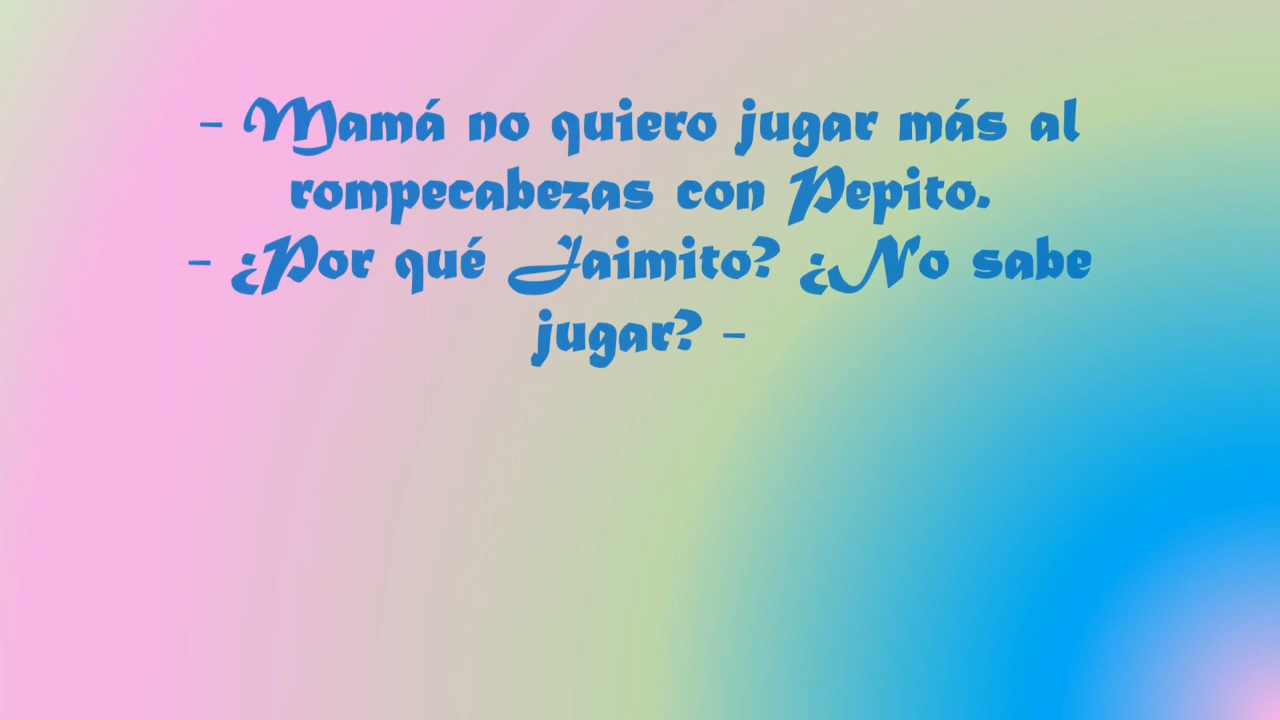 - Mamá no quiero jugar más al
rompecabezas con Pepito.
- ¿Por qué Jaimito? ¿No sabe
jugar? -